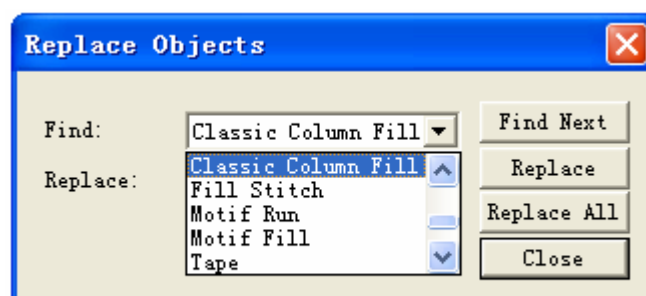 Replace Objects
Find:
Classic Column Fill
Find Next
Replace:
Classic Column Fill
Fill Stitch
Motif Run
Motif Fill
Tape
Replace
Replace All
Close